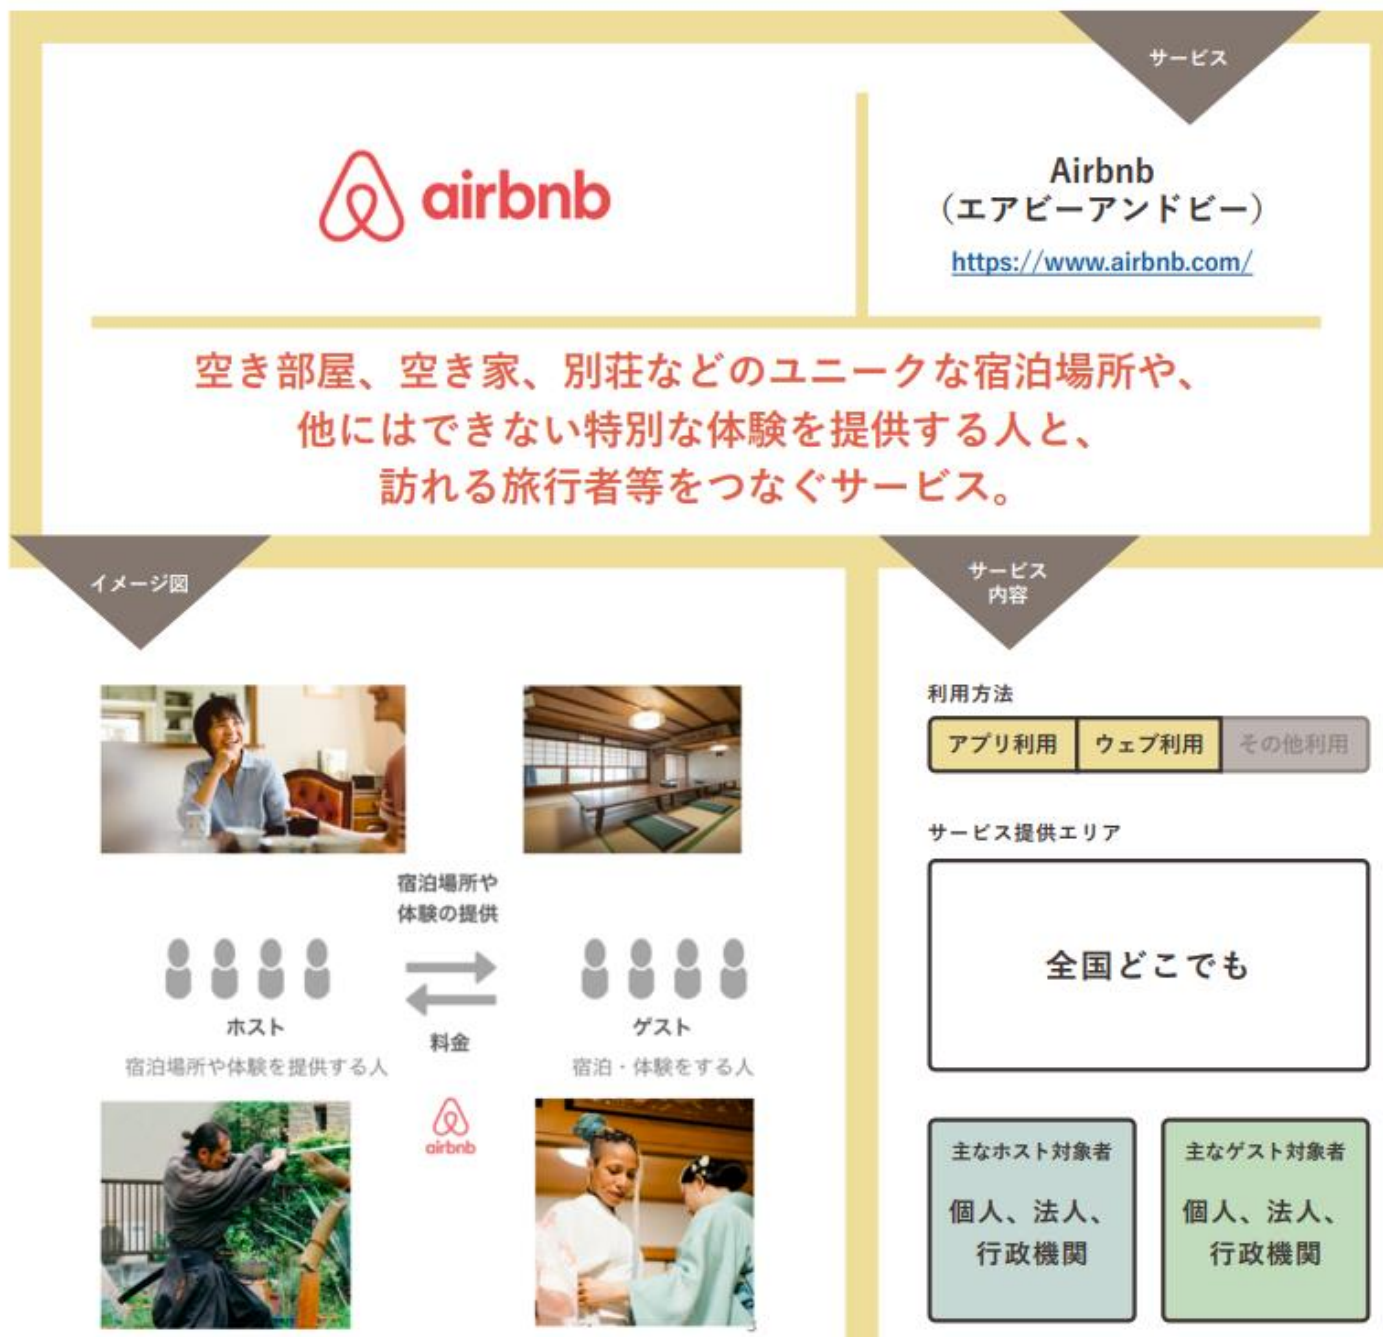 サービス
airbnb
Airbnb
（エアビーアンドビー）
https://www.airbnb.com/
空き部屋、空き家、別荘などのユニークな宿泊場所や、
他にはできない特別な体験を提供する人と、
訪れる旅行者等をつなぐサービス。
イメージ図
宿泊場所や
体験の提供
ホスト
宿泊場所や体験を提供する人
料金
ゲスト
宿泊・体験をする人
airbnb
サービス
内容
利用方法
アプリ利用 ウェブ利用 その他利用
サービス提供エリア
全国どこでも
主なホスト対象者
個人、法人、
行政機関
主なゲスト対象者
個人、法人、
行政機関